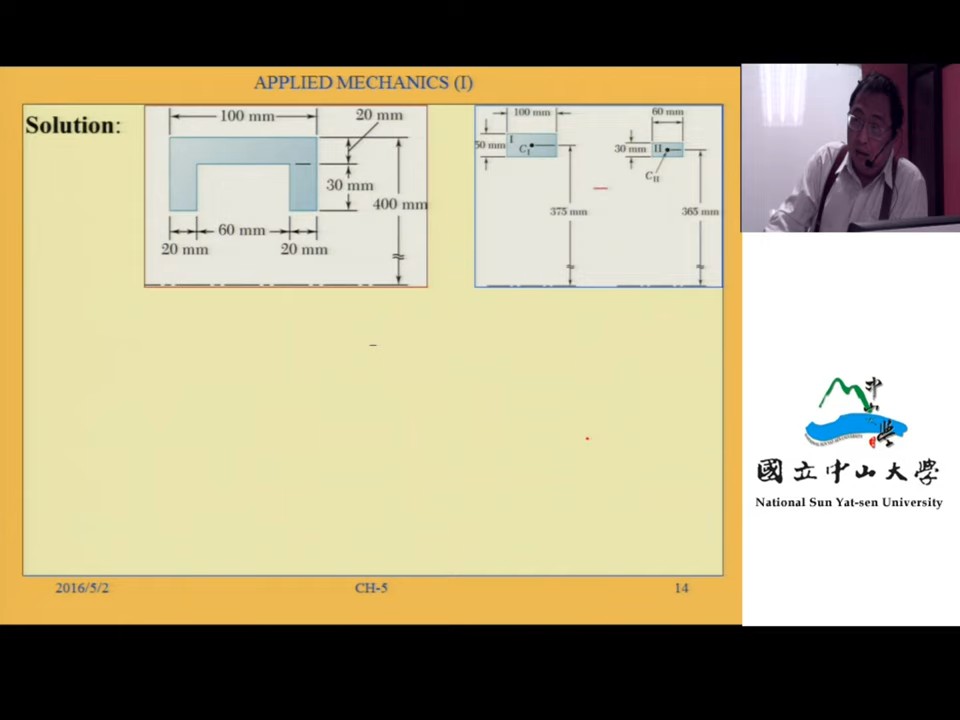 APPLIED MECHANICS (I)
Solution:
100 mm
20 mm
30 mm
400 mm
60 mm
20 mm
20 mm
100 mm
60 mm
50 mm
I
C_I
30 mm
II
C_II
375 mm
365 mm
國立中山大學
National Sun Yat-sen University
2016/5/2
CH-5
14